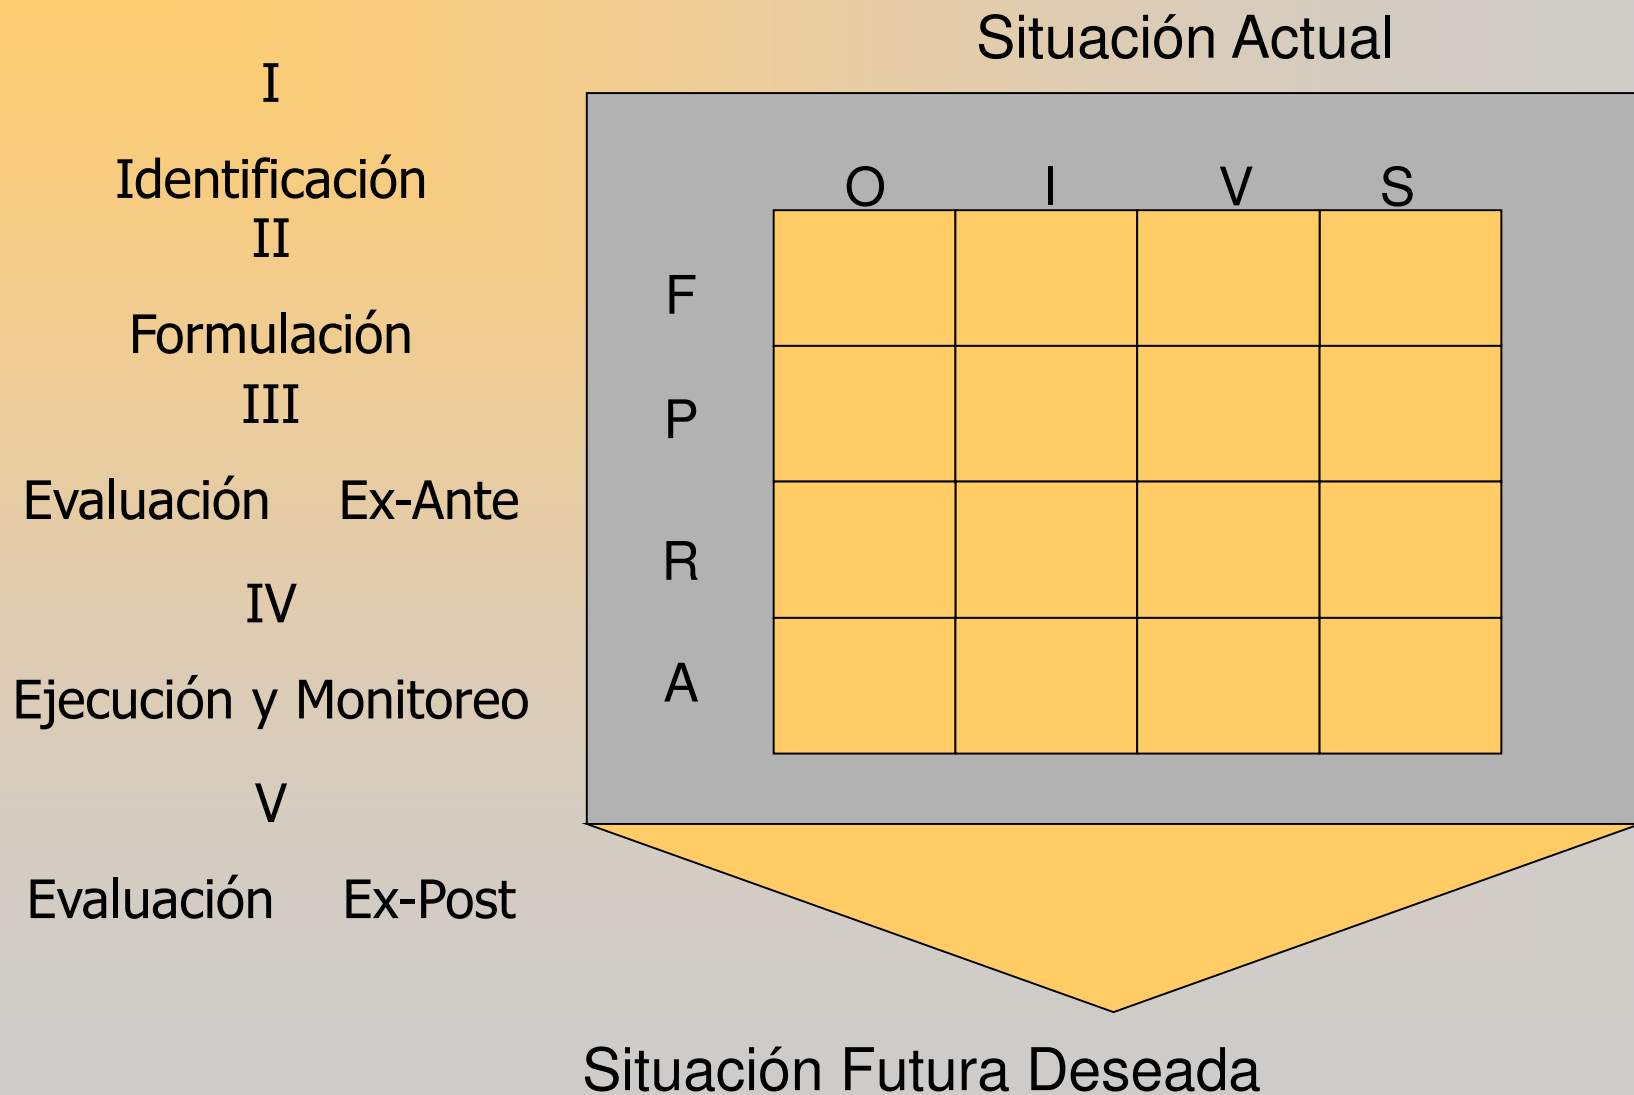 Situación Actual
I
Identificación
II
Formulación
III
Evaluación Ex-Ante
IV
Ejecución y Monitoreo
V
Evaluación Ex-Post
O I V S
F
P
R
A
Situación Futura Deseada